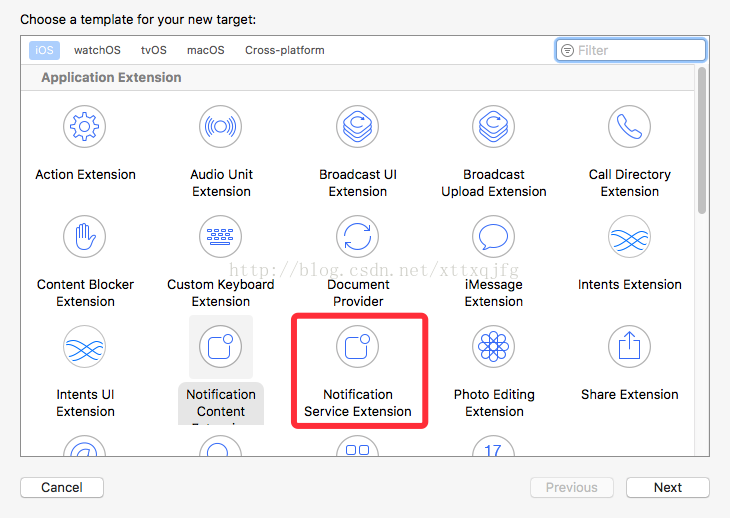 Choose a template for your new target:
iOS watchOS tvOS macOS Cross-platform Filter
Application Extension
Action Extension
Audio Unit
Extension
Broadcast UI
Extension
Broadcast
Upload Extension
Call Directory
Extension
Content Blocker
Extension
Custom Keyboard
Extension
Document
Provider
iMessage
Extension
Intents Extension
http://blog.csdn.net/xttxqjfg
Intents UI
Extension
Notification
Content
Notification
Service Extension
Photo Editing
Extension
Share Extension
17
Cancel Previous Next